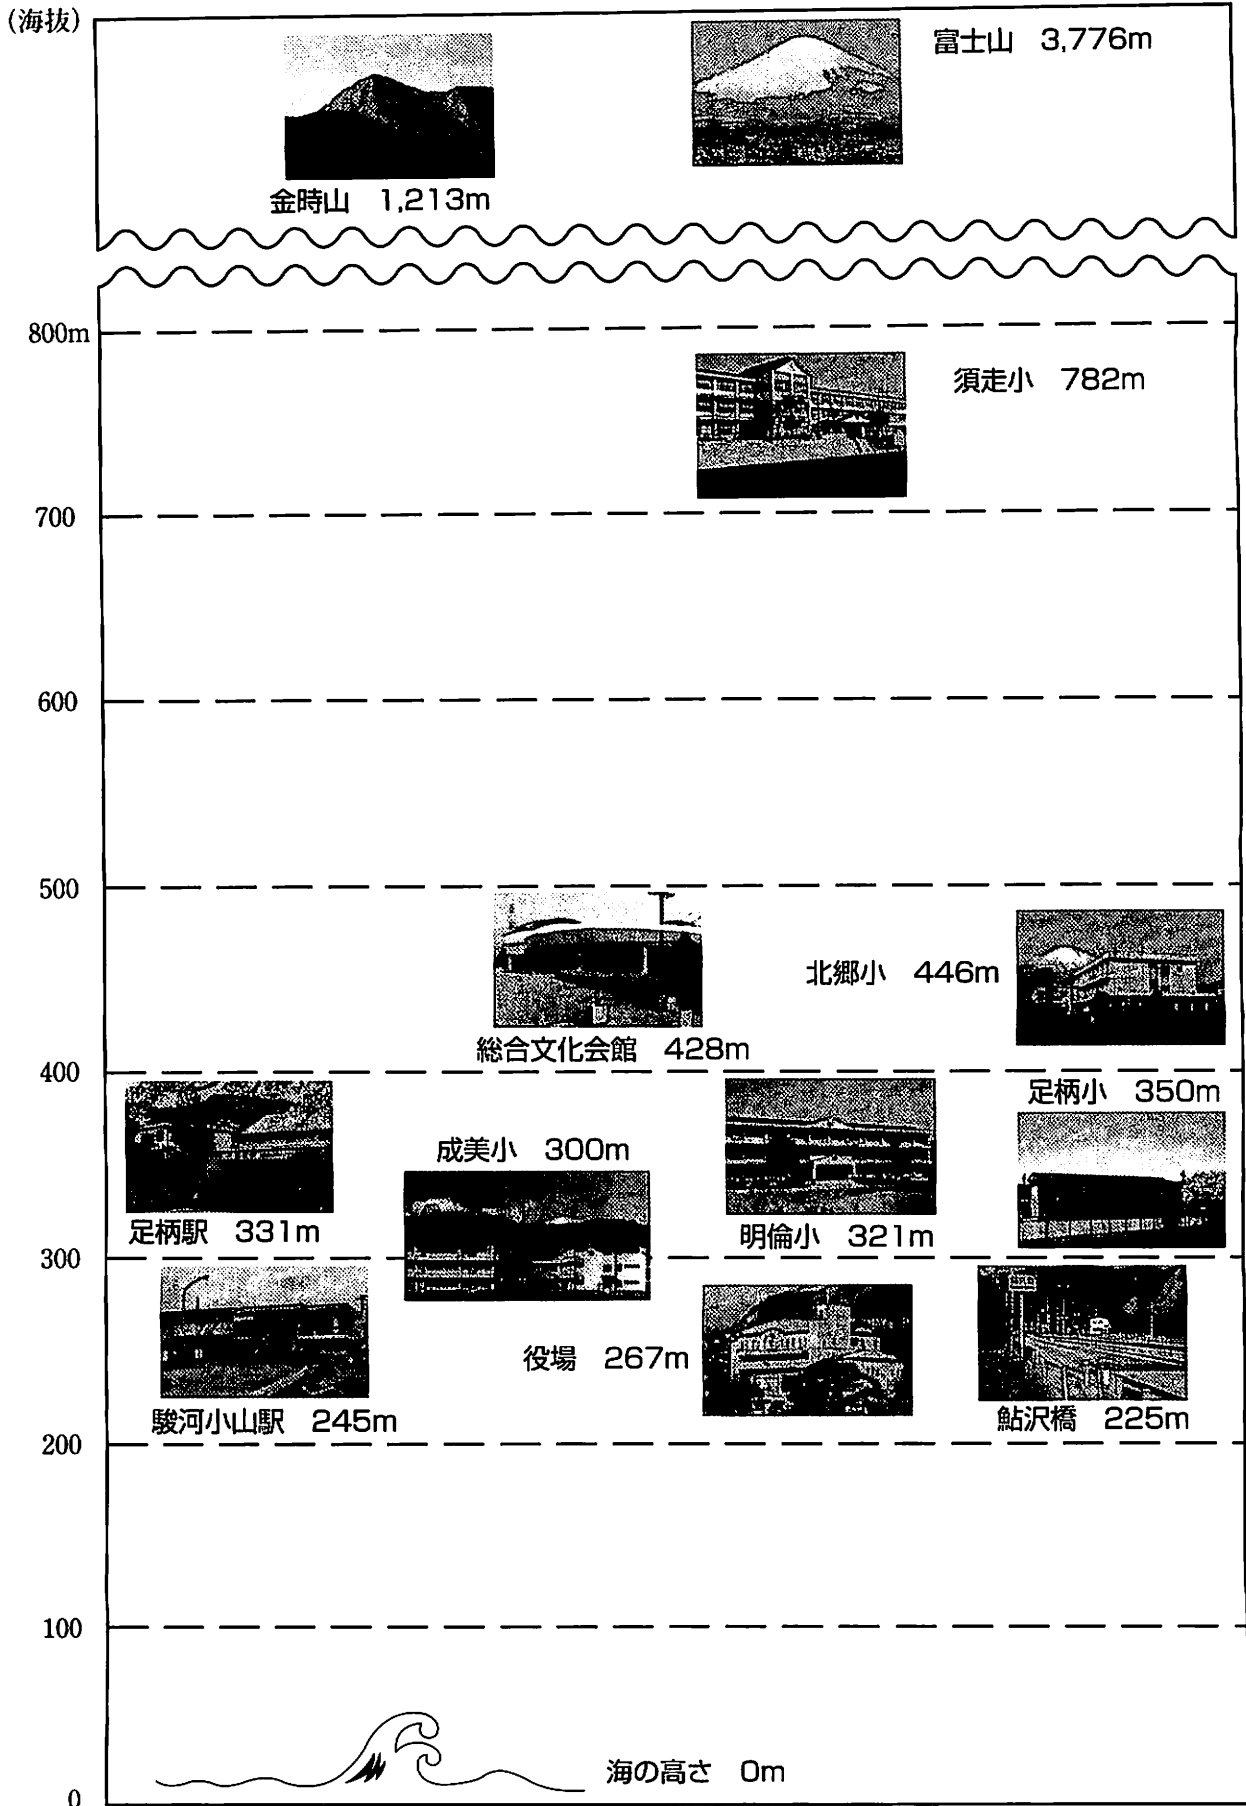 (海抜)
富士山 3,776m
金時山 1,213m
800m
須走小 782m
700
600
500
北郷小 446m
総合文化会館 428m
400
足柄小 350m
成美小 300m
足柄駅 331m
明倫小 321m
300
役場 267m
駿河小山駅 245m
鮎沢橋 225m
200
100
海の高さ 0m
0